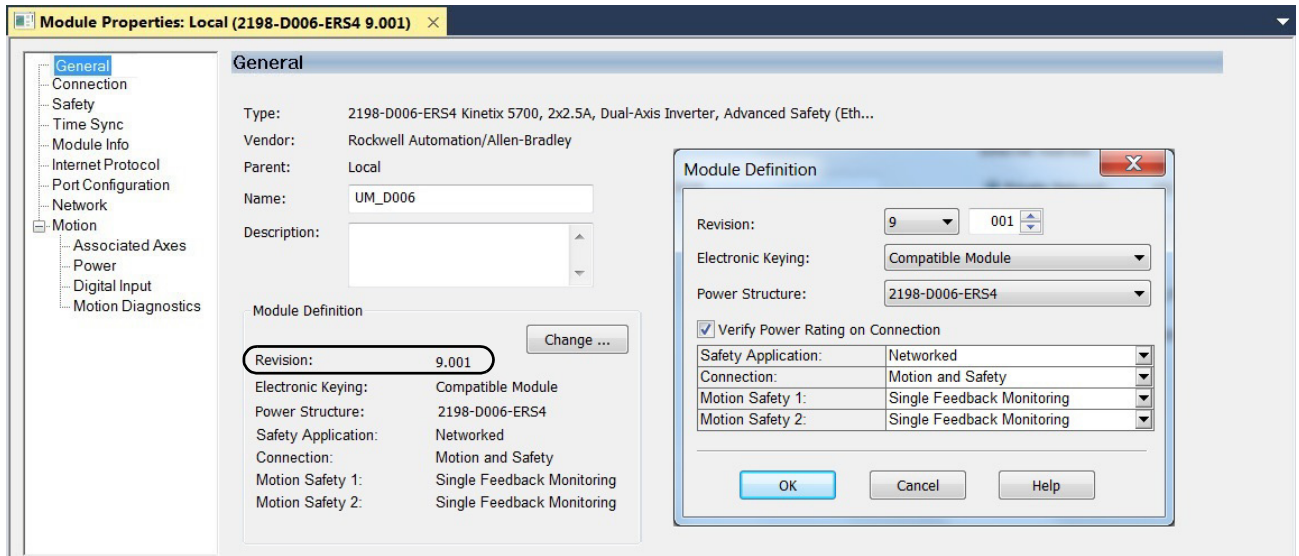 Module Properties: Local (2198-D006-ERS4 9.001)
General
Connection
Safety
Time Sync
Module Info
Internet Protocol
Port Configuration
Network
Motion
Associated Axes
Power
Digital Input
Motion Diagnostics
General
Type: 2198-D006-ERS4 Kinetix 5700, 2x2.5A, Dual-Axis Inverter, Advanced Safety (Eth...
Vendor: Rockwell Automation/Allen-Bradley
Parent: Local
Name: UM_D006
Description:
Module Definition
Change ...
Revision: 9.001
Electronic Keying: Compatible Module
Power Structure: 2198-D006-ERS4
Safety Application: Networked
Connection: Motion and Safety
Motion Safety 1: Single Feedback Monitoring
Motion Safety 2: Single Feedback Monitoring
Module Definition
Revision: 9 001
Electronic Keying: Compatible Module
Power Structure: 2198-D006-ERS4
Verify Power Rating on Connection
Safety Application: Networked
Connection: Motion and Safety
Motion Safety 1: Single Feedback Monitoring
Motion Safety 2: Single Feedback Monitoring
OK Cancel Help